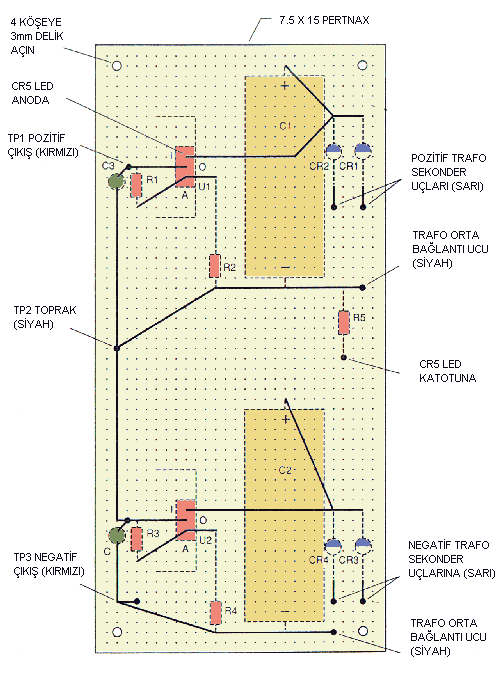 4 KÖŞEYE
3mm DELİK
AÇIN
7.5 X 15 PERTNAX
CR5 LED
ANODA
TP1 POZİTİF
ÇIKIŞ (KIRMIZI)
C3
R1
I
O
A
U1
C1
+
CR2
CR1
POZİTİF TRAFO
SEKONDER
UÇLARI (SARI)
R2
–
TRAFO ORTA
BAĞLANTI UCU
(SİYAH)
TP2 TOPRAK
(SİYAH)
R5
CR5 LED
KATOTUNA
+
C2
I
O
A
U2
R3
C
CR4
CR3
NEGATİF TRAFO
SEKONDER
UÇLARINA (SARI)
TP3 NEGATİF
ÇIKIŞ (KIRMIZI)
R4
–
TRAFO ORTA
BAĞLANTI UCU
(SİYAH)